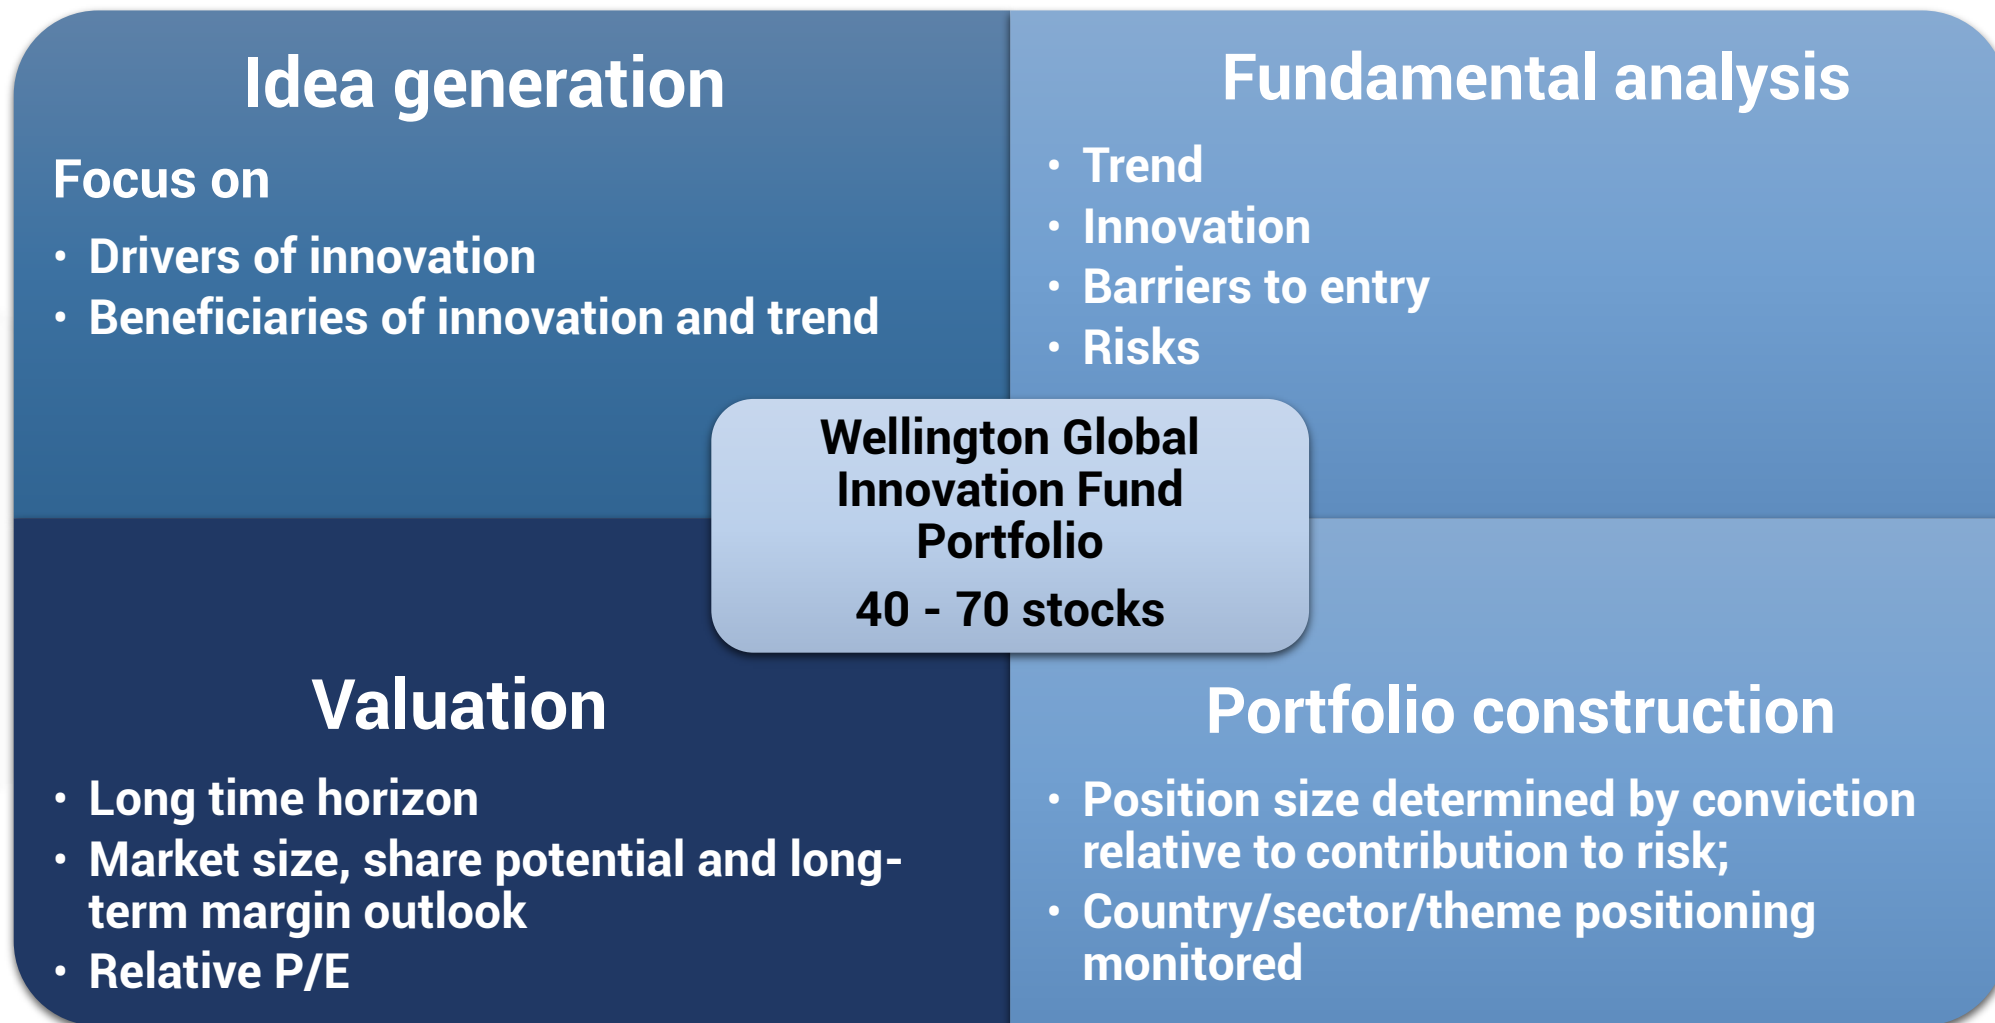 Idea generation
Focus on
• Drivers of innovation
• Beneficiaries of innovation and trend
Fundamental analysis
• Trend
• Innovation
• Barriers to entry
• Risks
Wellington Global
Innovation Fund
Portfolio
40 - 70 stocks
Valuation
• Long time horizon
• Market size, share potential and long-
term margin outlook
• Relative P/E
Portfolio construction
• Position size determined by conviction
relative to contribution to risk;
• Country/sector/theme positioning
monitored